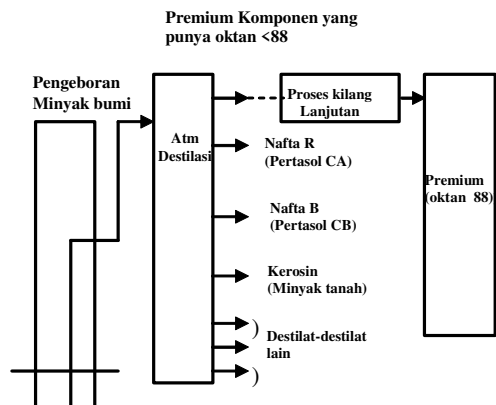 Premium Komponen yang
punya oktan <88
Pengeboran
Minyak bumi
Atm
Destilasi
Proses kilang
Lanjutan
Nafta R
(Pertasol CA)
Premium
(oktan 88)
Nafta B
(Pertasol CB)
Kerosin
(Minyak tanah)
)
Destilat-destilat
lain
)